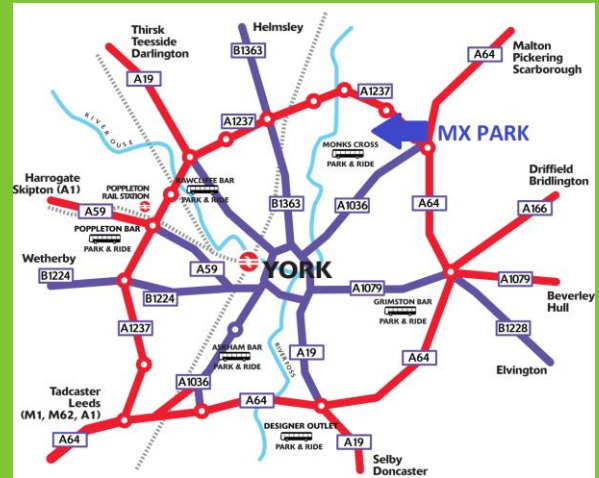 Thirsk
Teesside
Darlington
A19
Helmsley
B1363
A64
Malton
Pickering
Scarborough
A1237
A1237
RIVER OUSE
MX PARK
MONKS CROSS
PARK & RIDE
Harrogate
Skipton (A1)
POPPLETON
RAIL STATION
RAWCLIFFE BAR
PARK & RIDE
Driffield
Bridlington
A59
B1363
A1036
A64
A166
POPPLETON BAR
PARK & RIDE
Wetherby
B1224
A59
YORK
B1224
A1079
GRIMSTON BAR
PARK & RIDE
A1079
Beverley
Hull
A1237
B1228
ASKHAM BAR
PARK & RIDE
RIVER FOSS
A19
A64
Elvington
Tadcaster
Leeds
(M1, M62, A1)
A1036
A64
A64
DESIGNER OUTLET
PARK & RIDE
A19
Selby
Doncaster